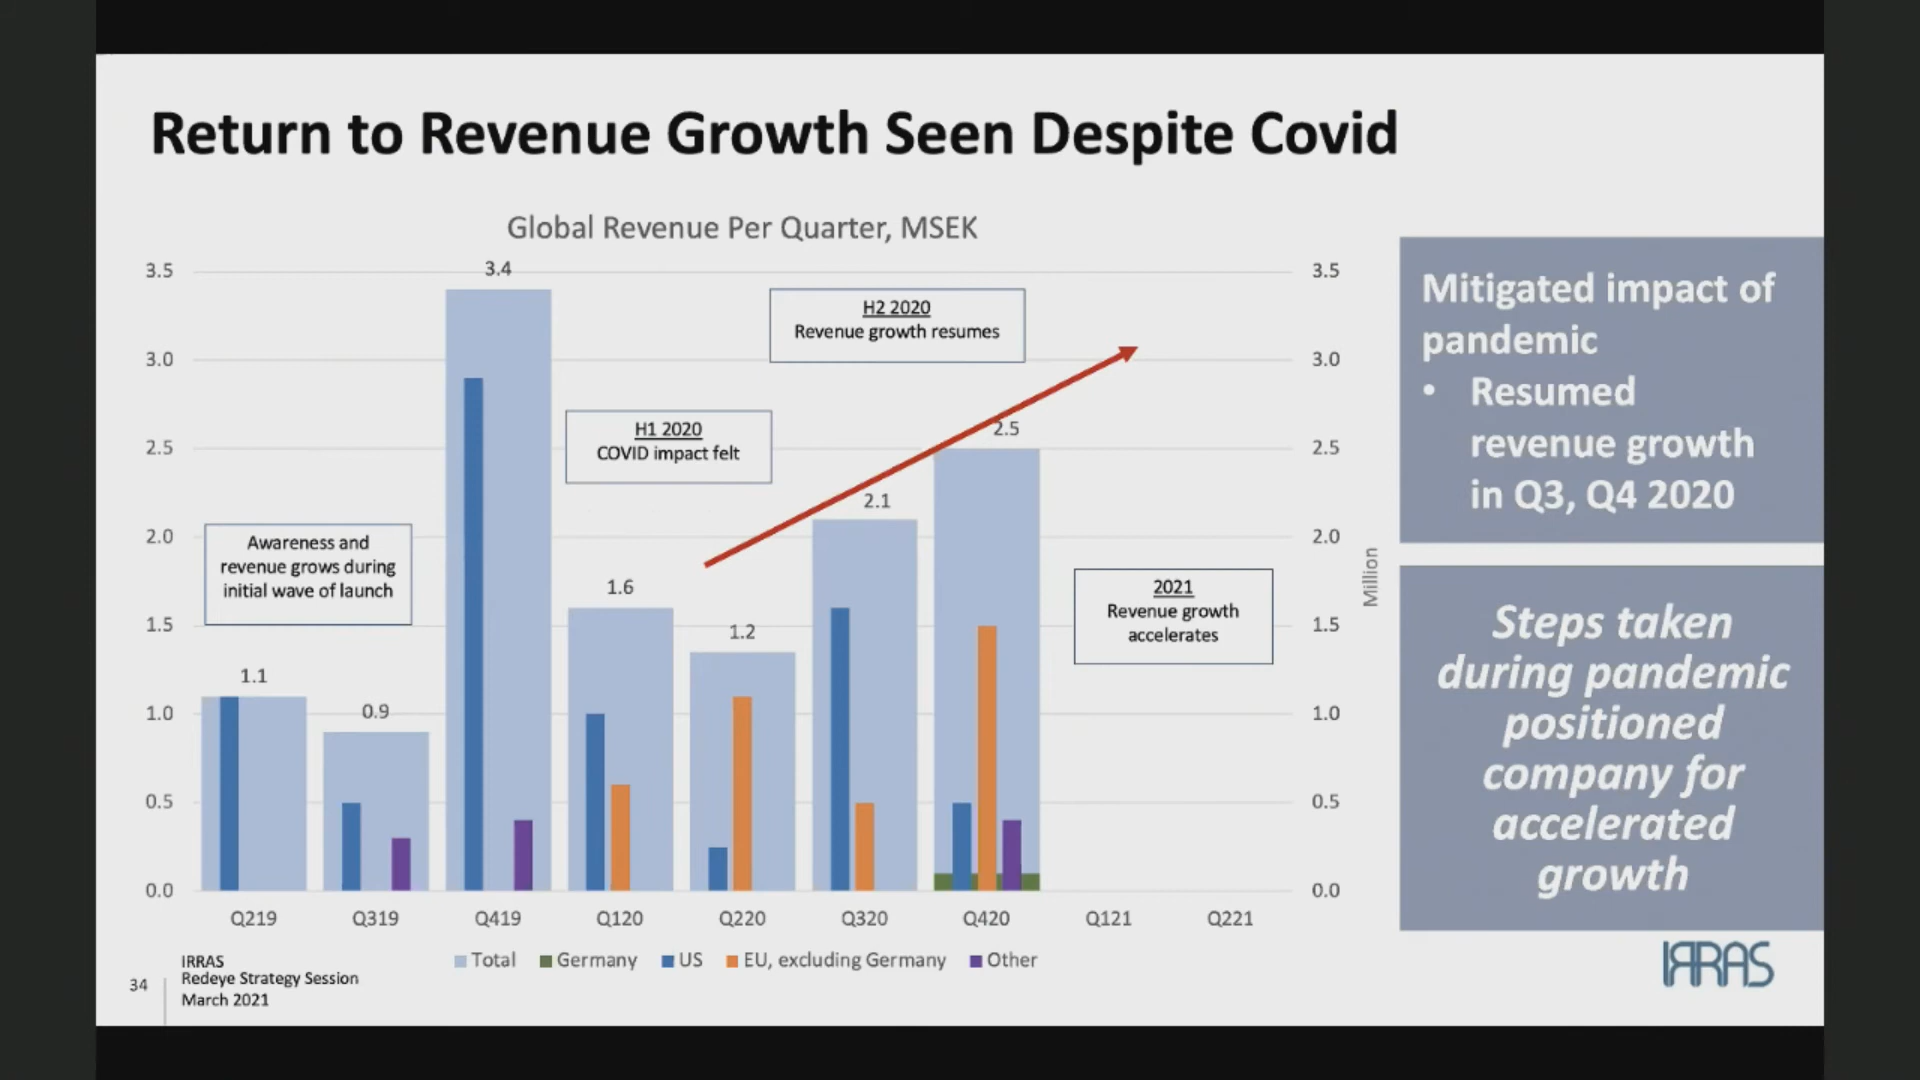 Return to Revenue Growth Seen Despite Covid
Global Revenue Per Quarter, MSEK
3.5
3.0
2.5
2.0
1.5
1.0
0.5
0.0
1.1
0.9
3.4
1.6
1.2
2.1
2.5
Awareness and
revenue grows during
initial wave of launch
H1 2020
COVID impact felt
H2 2020
Revenue growth resumes
2021
Revenue growth
accelerates
3.5
3.0
2.5
2.0
1.5
1.0
0.5
0.0
Million
Q219 Q319 Q419 Q120 Q220 Q320 Q420 Q121 Q221
Total Germany US EU, excluding Germany Other
Mitigated impact of
pandemic
• Resumed
revenue growth
in Q3, Q4 2020
Steps taken
during pandemic
positioned
company for
accelerated
growth
34
IRRAS
Redeye Strategy Session
March 2021
IRRAS